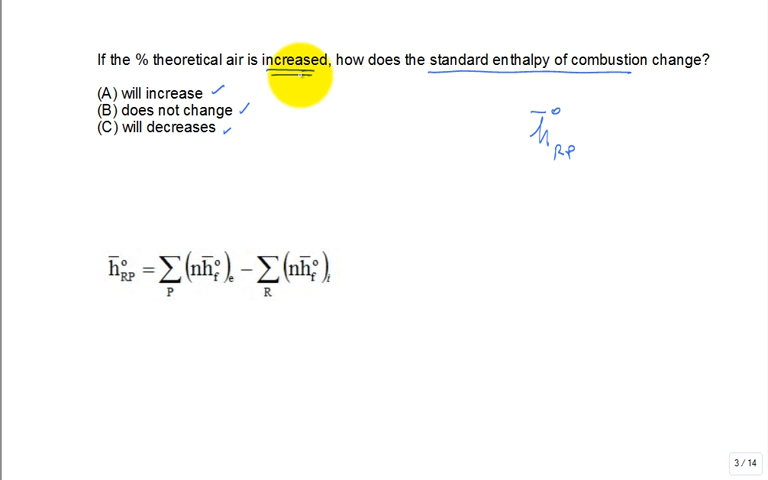 If the % theoretical air is increased, how does the standard enthalpy of combustion change?
(A) will increase ✓
(B) does not change ✓
(C) will decreases ✓
h̅°RP
h̅°RP = ∑P (nh̅°f)e − ∑R (nh̅°f)i
3 / 14